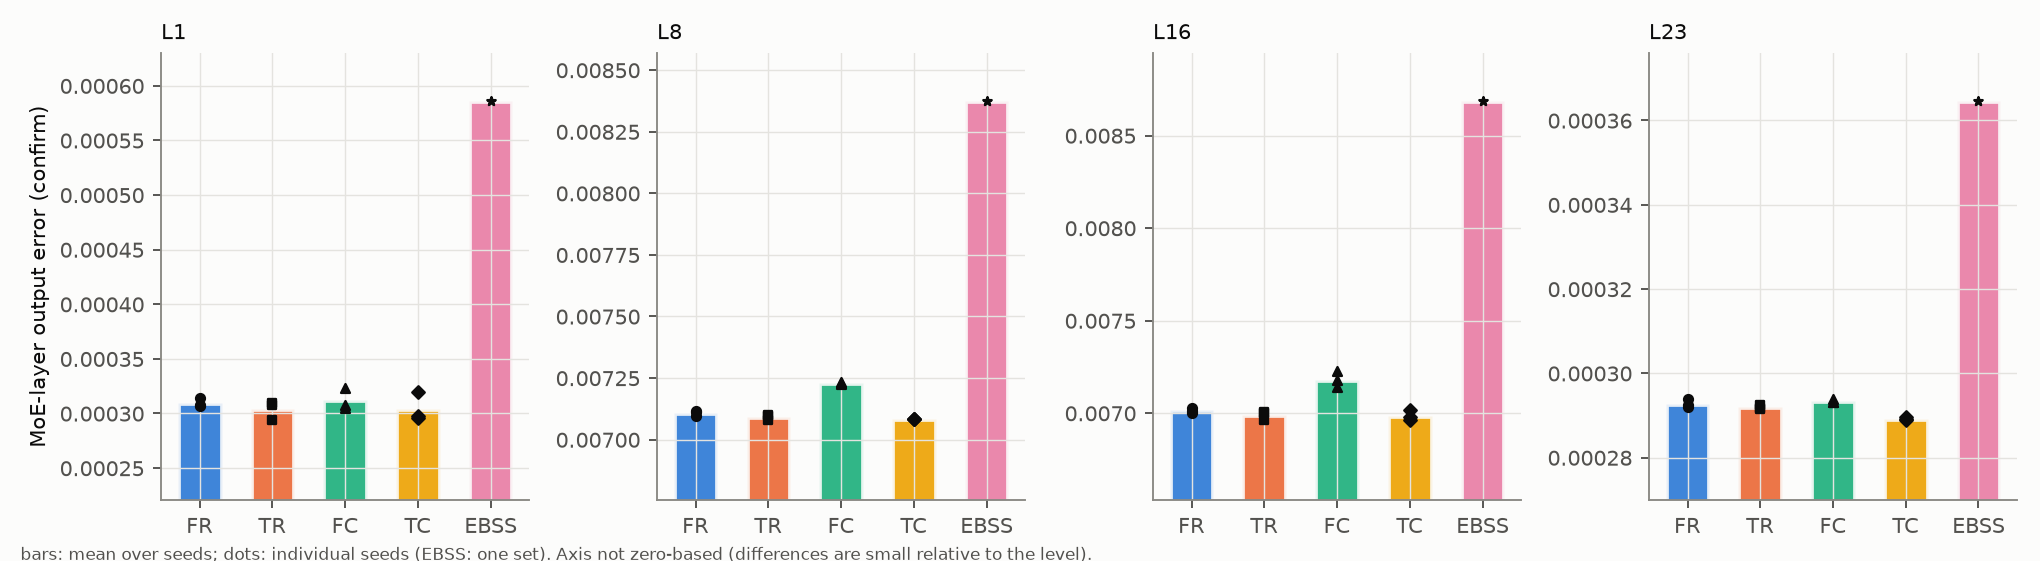 L1
L8
L16
L23
MoE-layer output error (confirm)
0.00060
0.00055
0.00050
0.00045
0.00040
0.00035
0.00030
0.00025
FR TR FC TC EBSS
0.00850
0.00825
0.00800
0.00775
0.00750
0.00725
0.00700
FR TR FC TC EBSS
0.0085
0.0080
0.0075
0.0070
FR TR FC TC EBSS
0.00036
0.00034
0.00032
0.00030
0.00028
FR TR FC TC EBSS
bars: mean over seeds; dots: individual seeds (EBSS: one set). Axis not zero-based (differences are small relative to the level).